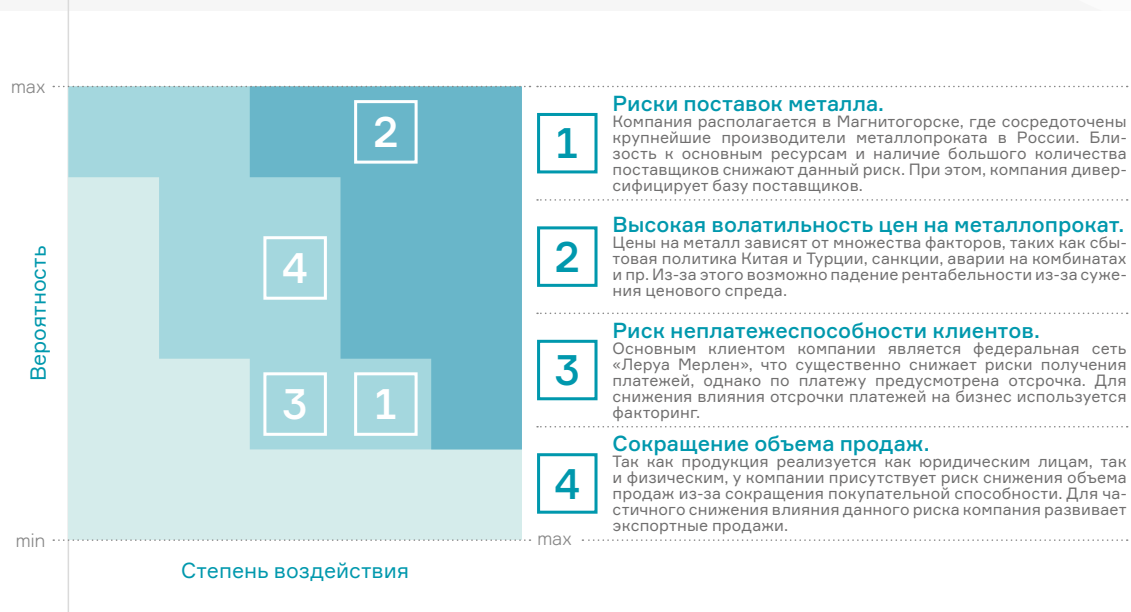 max
2
4
3
1
Вероятность
min
max
Степень воздействия
1
Риски поставок металла.
Компания располагается в Магнитогорске, где сосредоточены
крупнейшие производители металлопроката в России. Бли-
зость к основным ресурсам и наличие большого количества
поставщиков снижают данный риск. При этом, компания дивер-
сифицирует базу поставщиков.
2
Высокая волатильность цен на металлопрокат.
Цены на металл зависят от множества факторов, таких как сбы-
товая политика Китая и Турции, санкции, аварии на комбинатах
и пр. Из-за этого возможно падение рентабельности из-за суже-
ния ценового спреда.
3
Риск неплатежеспособности клиентов.
Основным клиентом компании является федеральная сеть
«Леруа Мерлен», что существенно снижает риски получения
платежей, однако по платежу предусмотрена отсрочка. Для
снижения влияния отсрочки платежей на бизнес используется
факторинг.
4
Сокращение объема продаж.
Так как продукция реализуется как юридическим лицам, так
и физическим, у компании присутствует риск снижения объема
продаж из-за сокращения покупательной способности. Для ча-
стичного снижения влияния данного риска компания развивает
экспортные продажи.